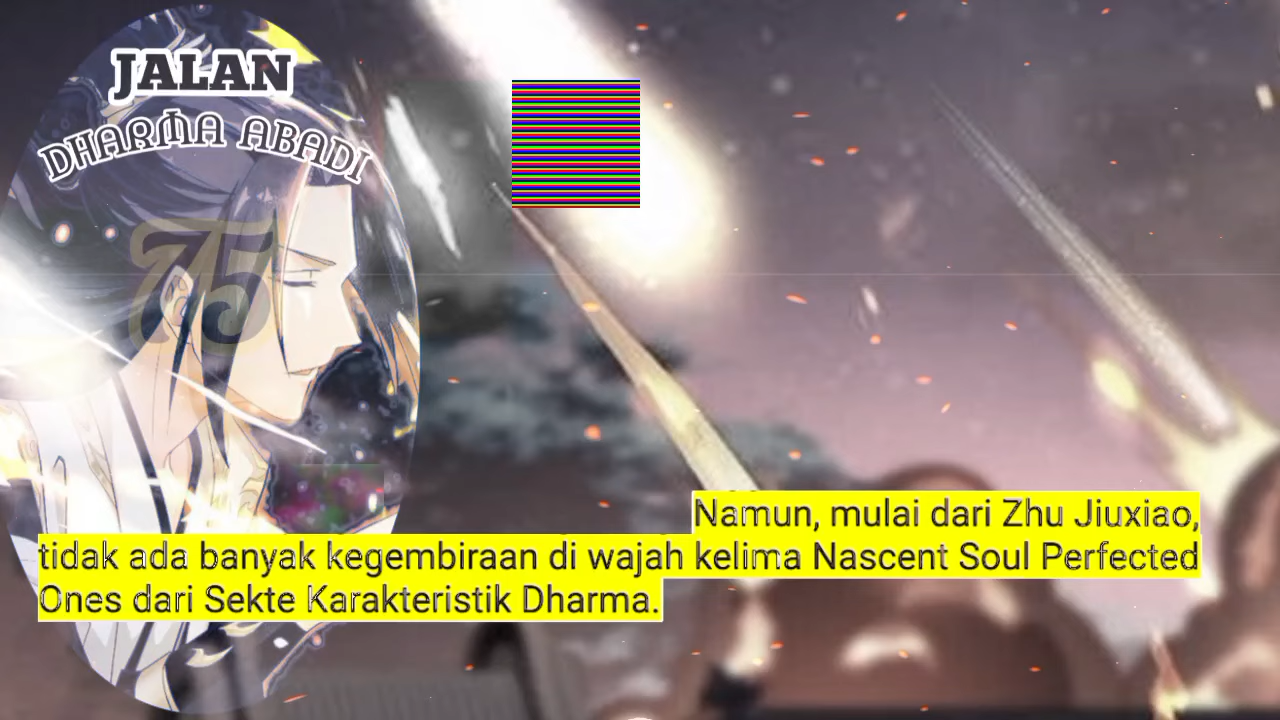 JALAN
DHARMA ABADI
75
Namun, mulai dari Zhu Jiuxiao,
tidak ada banyak kegembiraan di wajah kelima Nascent Soul Perfected
Ones dari Sekte Karakteristik Dharma.